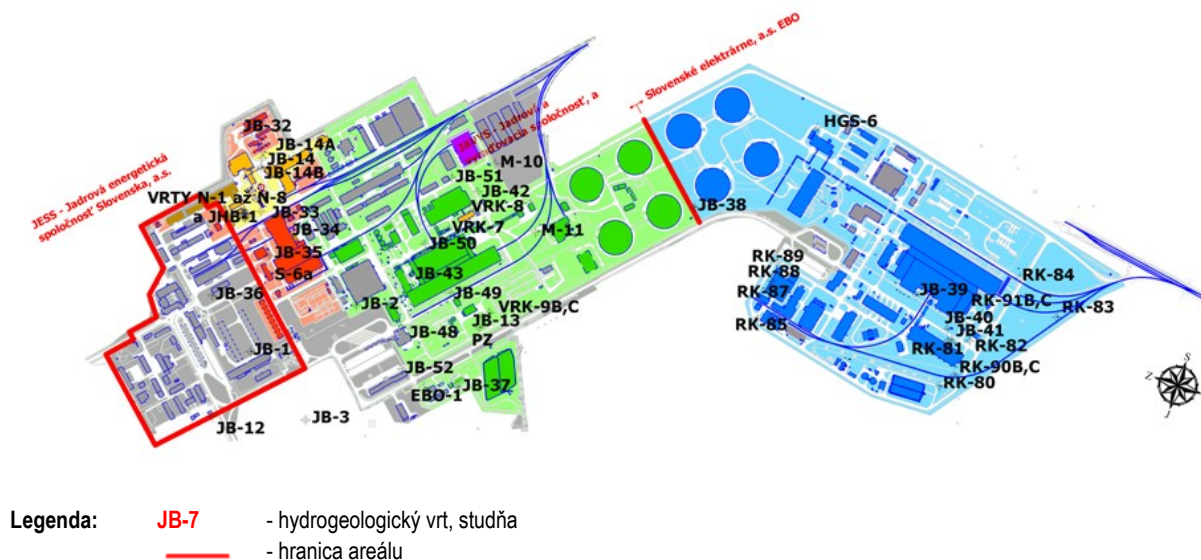 Slovenské elektrárne, a.s. EBO
HGS-6
JB-32
JB-14A
JB-14
JB-14B
JAVYS - Jadrová a
vyraďovacia spoločnosť, a
M-10
JESS - Jadrová energetická
spoločnosť Slovenska, a.s.
VRTY N-1 až N-8
a JHB-1
JB-33
JB-34
JB-35
S-6a
JB-36
JB-51
JB-42
VRK-8
VRK-7
JB-50
M-11
JB-38
JB-43
JB-49
JB-2
VRK-9B,C
JB-13
JB-48
PZ
JB-1
JB-52
JB-37
EBO-1
JB-3
JB-12
RK-89
RK-88
RK-87
RK-85
RK-84
JB-39
RK-91B,C
RK-83
JB-40
JB-41
RK-81
RK-82
RK-90B,C
RK-80
S
Z
J
Legenda: JB-7 - hydrogeologický vrt, studňa
- hranica areálu